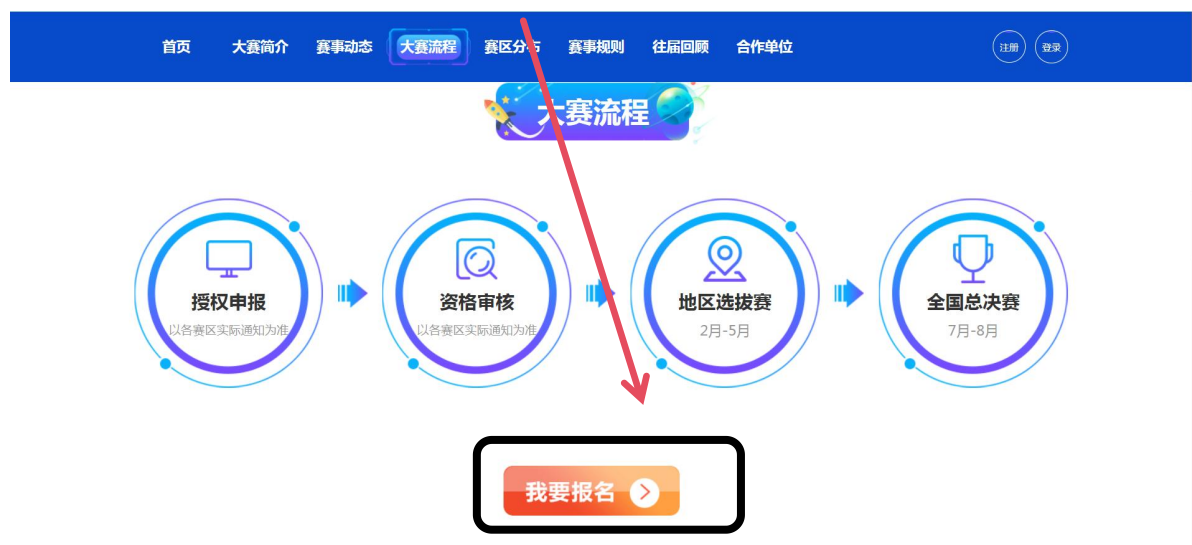 首页 大赛简介 赛事动态 大赛流程 赛区分布 赛事规则 往届回顾 合作单位 注册 登录
大赛流程
授权申报 资格审核 地区选拔赛 全国总决赛
以各赛区实际通知为准 以各赛区实际通知为准 2月-5月 7月-8月
我要报名